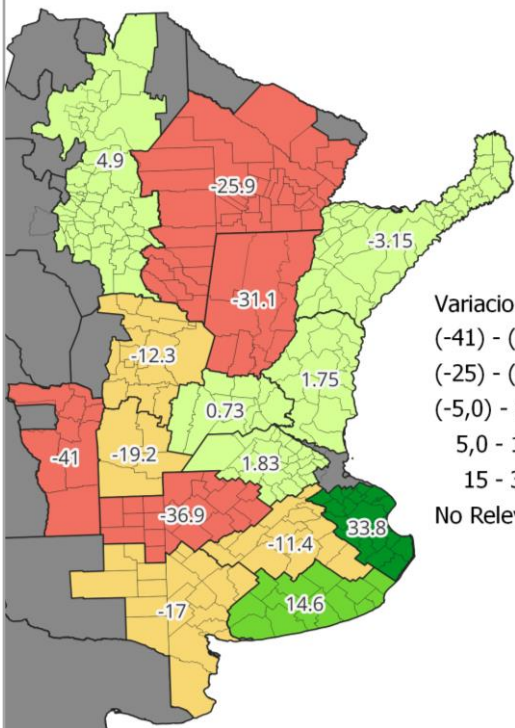 4.9
-25.9
-3.15
-31.1
Variacio
(-41) - (
-12.3
(-25) - (
1.75
(-5,0) -
0.73
5,0 - 1
-41
-19.2
1.83
15 - 3
-36.9
No Relev
33.8
-11.4
14.6
-17